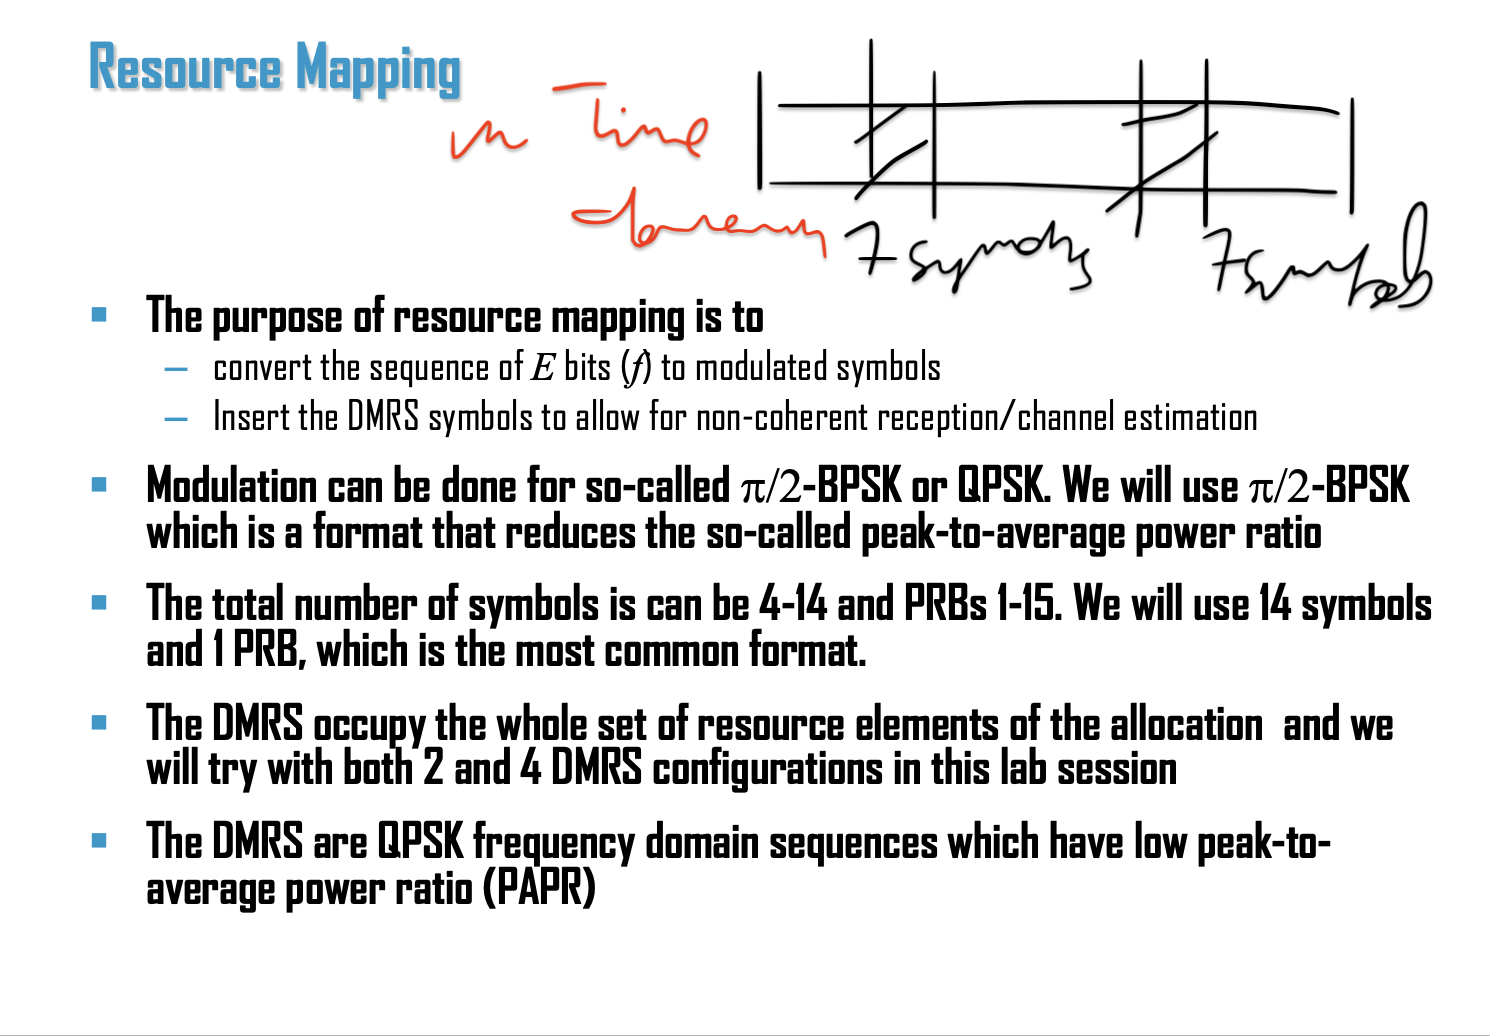 Resource Mapping
in Time
domain
7 symbols
7 symbols
The purpose of resource mapping is to
– convert the sequence of E bits (f) to modulated symbols
– Insert the DMRS symbols to allow for non-coherent reception/channel estimation
Modulation can be done for so-called π/2-BPSK or QPSK. We will use π/2-BPSK
which is a format that reduces the so-called peak-to-average power ratio
The total number of symbols is can be 4-14 and PRBs 1-15. We will use 14 symbols
and 1 PRB, which is the most common format.
The DMRS occupy the whole set of resource elements of the allocation and we
will try with both 2 and 4 DMRS configurations in this lab session
The DMRS are QPSK frequency domain sequences which have low peak-to-
average power ratio (PAPR)